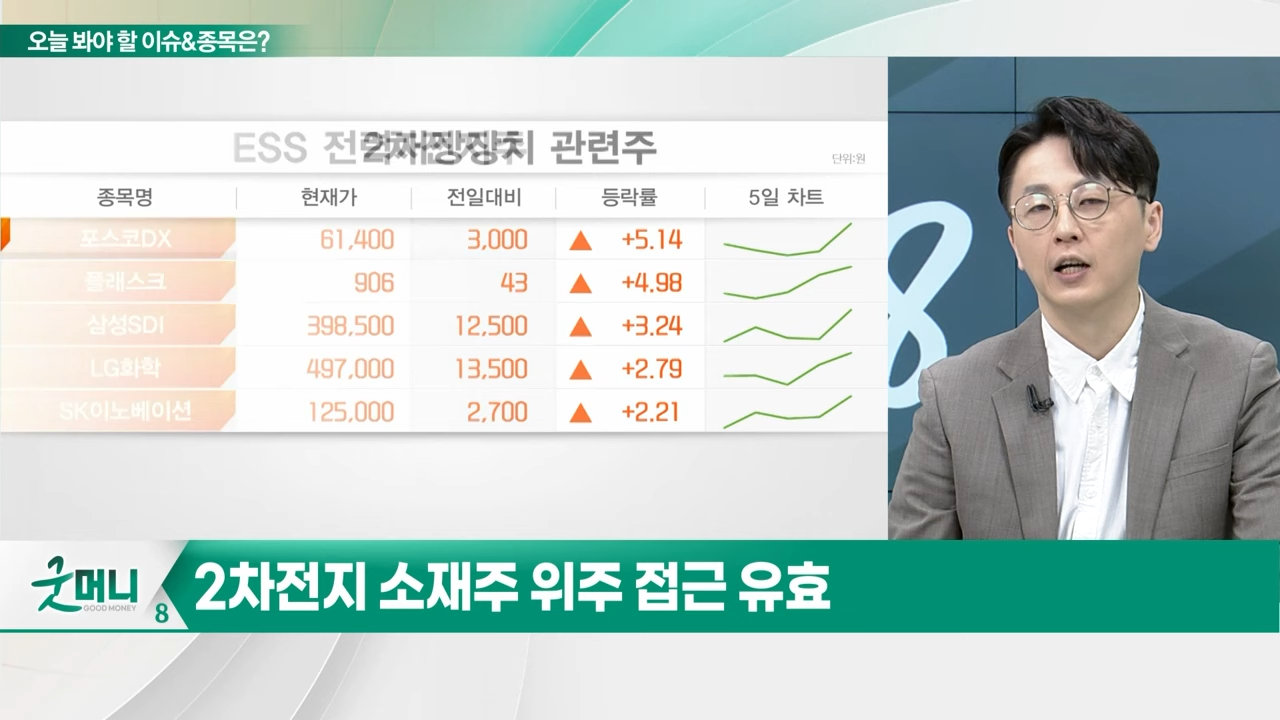 오늘 봐야 할 이슈&종목은?
ESS 관련주
단위:원
종목명 현재가 전일대비 등락률 5일 차트
포스코DX 61,400 3,000 ▲ +5.14
플래스크 906 43 ▲ +4.98
삼성SDI 398,500 12,500 ▲ +3.24
LG화학 497,000 13,500 ▲ +2.79
SK이노베이션 125,000 2,700 ▲ +2.21
8
굿머니
GOOD MONEY
8
2차전지 소재주 위주 접근 유효